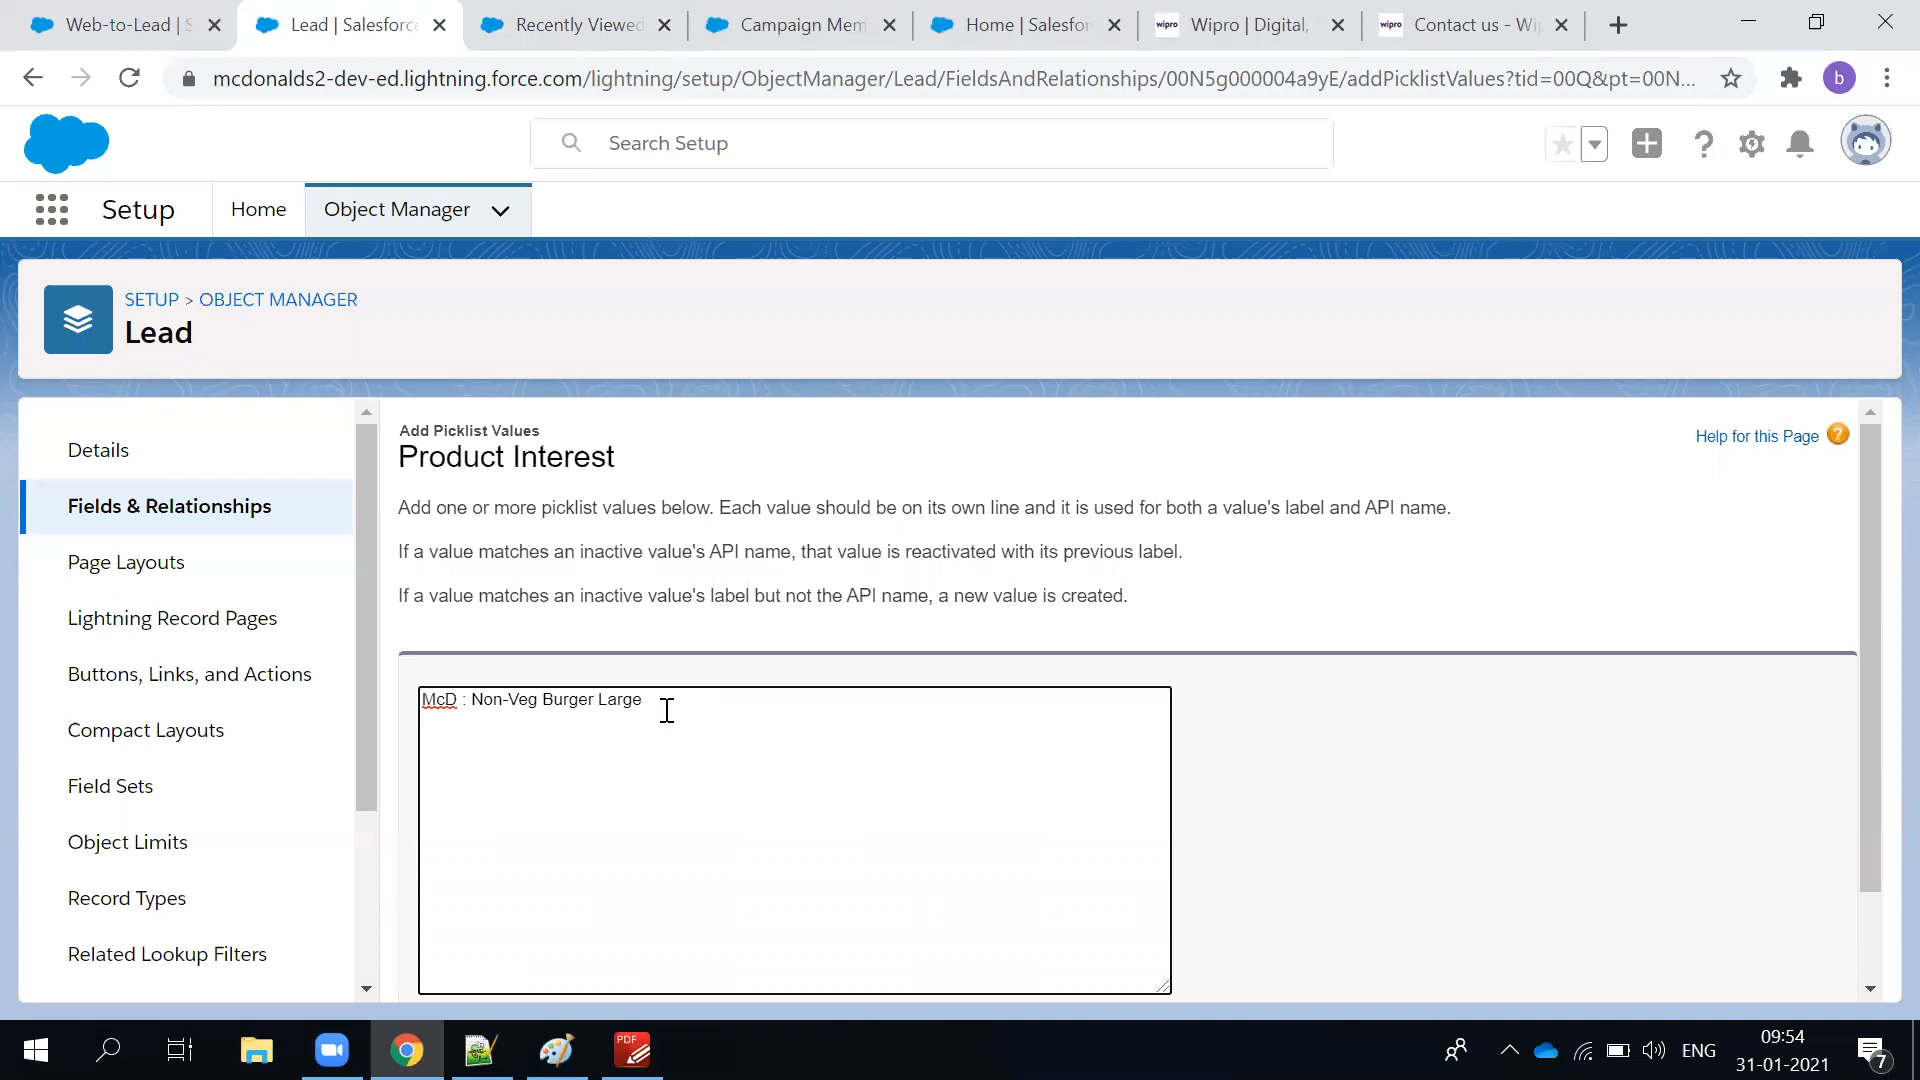 Web-to-Lead | S
Lead | Salesforc
Recently Viewed
Campaign Mem
Home | Salesfor
wipro
Wipro | Digital,
wipro
Contact us - Wi
mcdonalds2-dev-ed.lightning.force.com/lightning/setup/ObjectManager/Lead/FieldsAndRelationships/00N5g000004a9yE/addPicklistValues?tid=00Q&pt=00N...
b
Search Setup
Setup
Home
Object Manager
SETUP > OBJECT MANAGER
Lead
Details
Fields & Relationships
Page Layouts
Lightning Record Pages
Buttons, Links, and Actions
Compact Layouts
Field Sets
Object Limits
Record Types
Related Lookup Filters
Add Picklist Values
Product Interest
Help for this Page
Add one or more picklist values below. Each value should be on its own line and it is used for both a value's label and API name.
If a value matches an inactive value's API name, that value is reactivated with its previous label.
If a value matches an inactive value's label but not the API name, a new value is created.
McD : Non-Veg Burger Large
PDF
ENG
09:54
31-01-2021
7